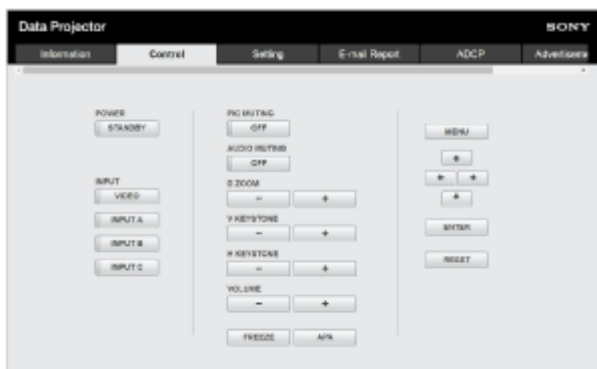 Data Projector
SONY
Information Control Setting E-mail Report ADCP Advertiseme
POWER
STANDBY
INPUT
VIDEO
INPUT A
INPUT B
INPUT C
PIC MUTING
OFF
AUDIO MUTING
OFF
D ZOOM
- +
V KEYSTONE
- +
H KEYSTONE
- +
VOLUME
- +
FREEZE APA
MENU
ENTER
RESET